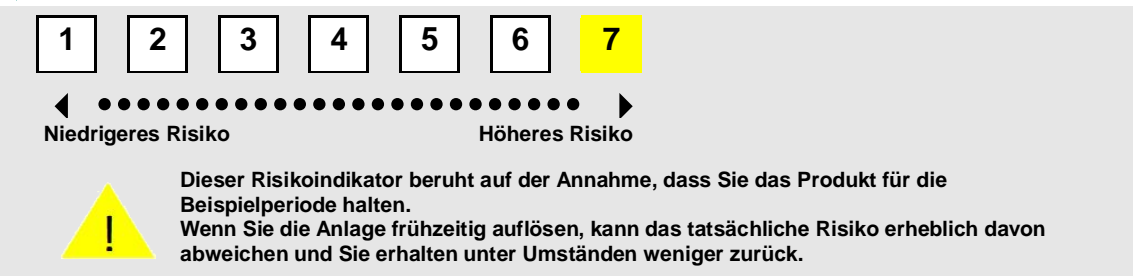 1 2 3 4 5 6 7
Niedrigeres Risiko Höheres Risiko
Dieser Risikoindikator beruht auf der Annahme, dass Sie das Produkt für die
Beispielperiode halten.
Wenn Sie die Anlage frühzeitig auflösen, kann das tatsächliche Risiko erheblich davon
abweichen und Sie erhalten unter Umständen weniger zurück.
!